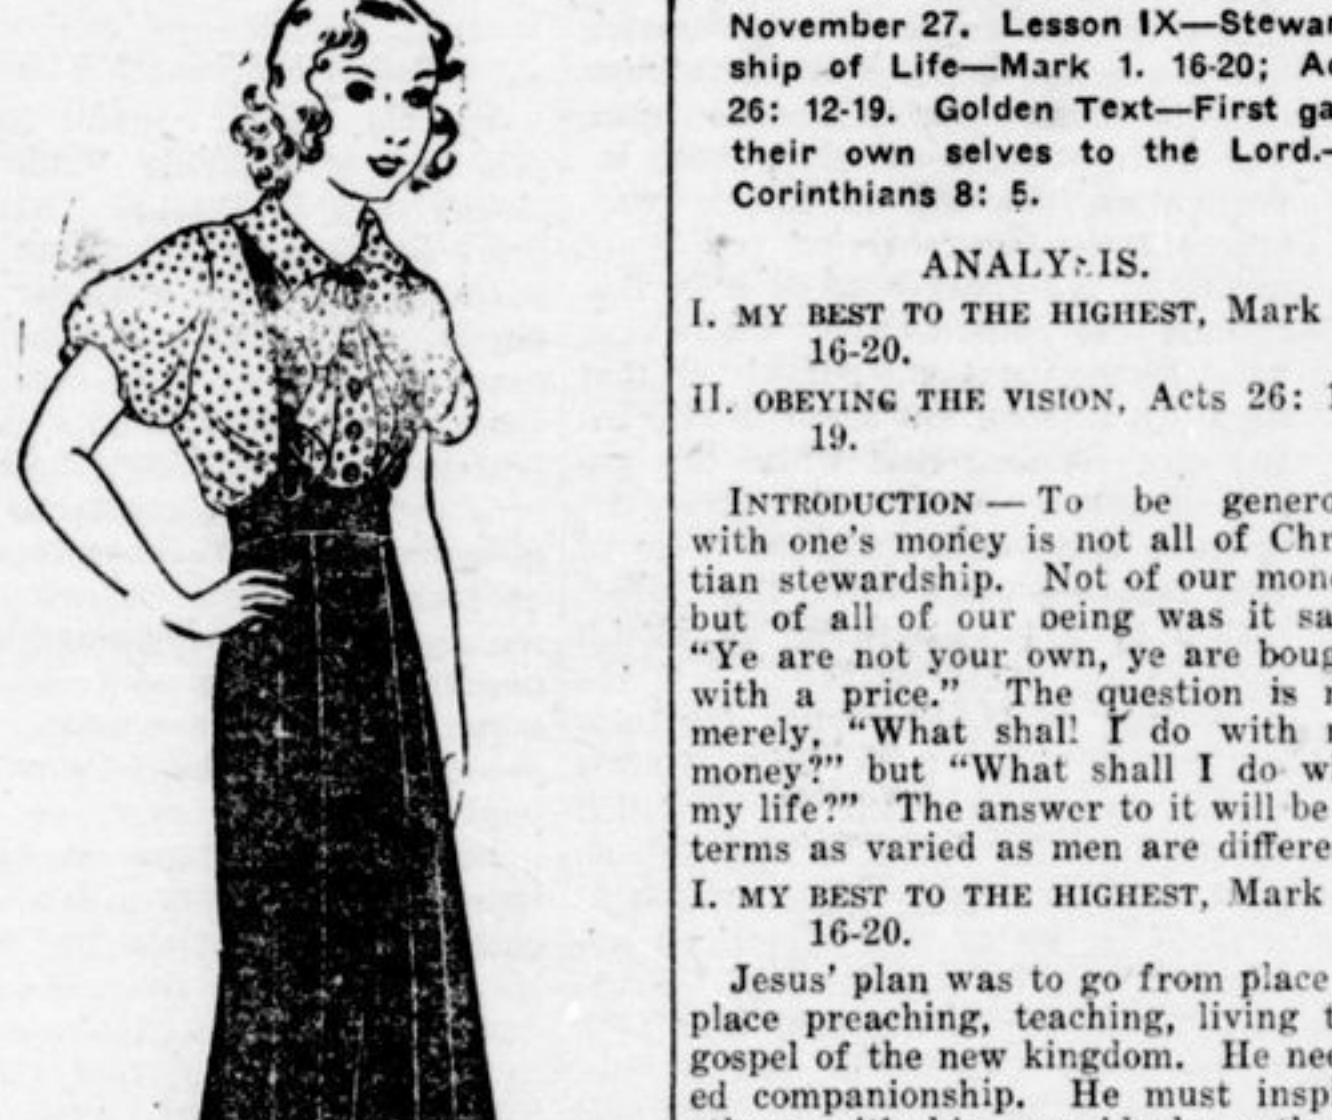 November 27. Lesson IX—Stewar
ship of Life—Mark 1. 16-20; Ac
26: 12-19. Golden Text—First ga
their own selves to the Lord.—
Corinthians 8: 5.
ANALYSIS.
I. MY BEST TO THE HIGHEST, Mark
16-20.
II. OBEYING THE VISION, Acts 26: 1
19.
INTRODUCTION — To be genero
with one's money is not all of Chr
tian stewardship. Not of our mone
but of all of our being was it sa
"Ye are not your own, ye are boug
with a price." The question is n
merely, "What shall I do with m
money?" but "What shall I do w
my life?" The answer to it will be
terms as varied as men are differe
I. MY BEST TO THE HIGHEST, Mark
16-20.
Jesus' plan was to go from place
place preaching, teaching, living t
gospel of the new kingdom. He nee
ed companionship. He must insp